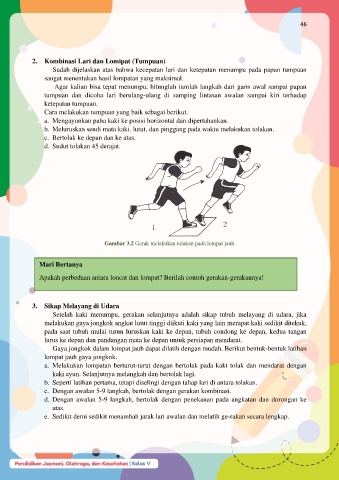 46
2. Kombinasi Lari dan Lompat (Tumpuan)
Sudah dijelaskan atas bahwa kecepatan lari dan ketepatan menumpu pada papan tumpuan
sangat menentukan hasil lompatan yang maksimal.
Agar kalian bisa tepat menumpu, hitunglah jumlah langkah dari garis awal sampai papan
tumpuan dan dicoba lari berulang-ulang di samping lintasan awalan sampai kiri terhadap
ketepatan tumpuan.
Cara melakukan tumpuan yang baik sebagai berikut.
a. Mengayunkan paha kaki ke posisi horizontal dan dipertahankan.
b. Meluruskan sendi mata kaki, lutut, dan pinggang pada waktu melakukan tolakan.
c. Bertolak ke depan dan ke atas.
d. Sudut tolakan 45 derajat.
1
2
Gambar 3.2 Gerak melakukan tolakan pada lompat jauh
Mari Bertanya
Apakah perbedaan antara loncat dan lompat? Berilah contoh gerakan-gerakannya!
3. Sikap Melayang di Udara
Setelah kaki menumpu, gerakan selanjutnya adalah sikap tubuh melayang di udara, jika
melakukan gaya jongkok angkat lutut tinggi diikuti kaki yang lain merapat kaki sedikit ditekuk,
pada saat tubuh mulai turun luruskan kaki ke depan, tubuh condong ke depan, kedua tangan
lurus ke depan dan pandangan mata ke depan untuk persiapan mendarat.
Gaya jongkok dalam lompat jauh dapat dilatih dengan mudah. Berikut bentuk-bentuk latihan
lompat jauh gaya jongkok.
a. Melakukan lompatan berturut-turut dengan bertolak pada kaki tolak dan mendarat dengan
kaki ayun. Selanjutnya melangkah dan bertolak lagi.
b. Seperti latihan pertama, tetapi diselingi dengan tahap lari di antara tolakan.
c. Dengan awalan 5-9 langkah, bertolak dengan gerakan kombinasi.
d. Dengan awalan 5-9 langkah, bertolak dengan penekanan pada angkatan dan dorongan ke
atas.
e. Sedikit demi sedikit menambah jarak lari awalan dan melatih ge-rakan secara lengkap.
Pendidikan Jasmani, Olahraga, dan Kesehatan | Kelas V